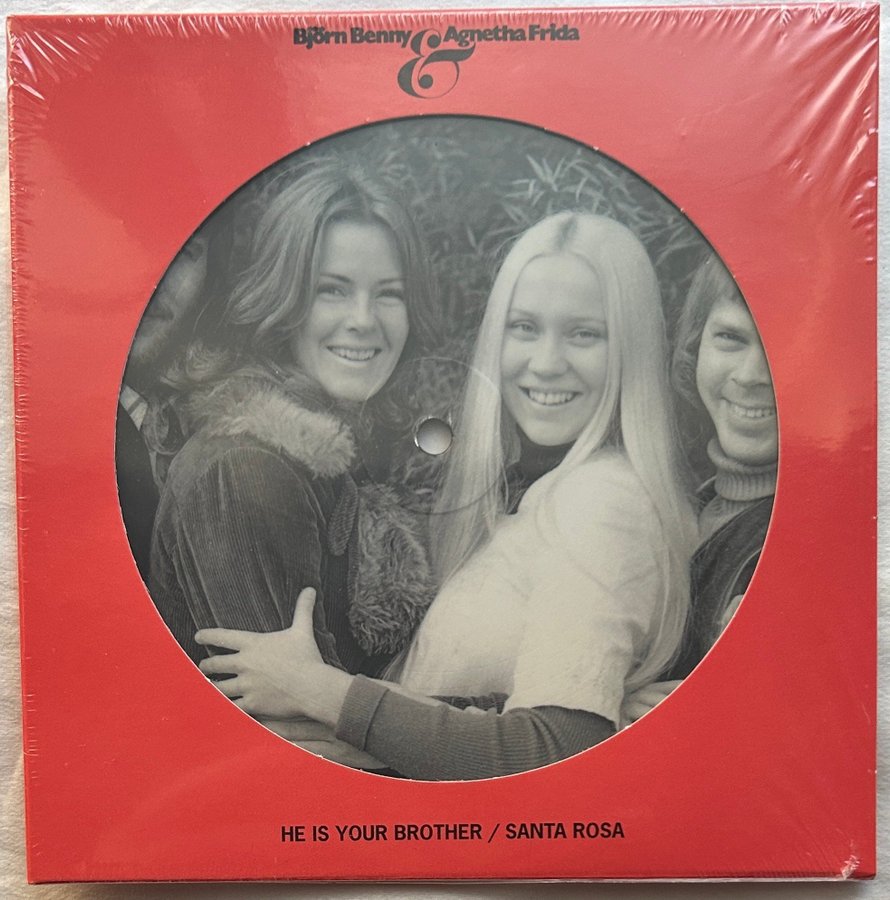 Björn Benny & Agnetha Frida
HE IS YOUR BROTHER / SANTA ROSA